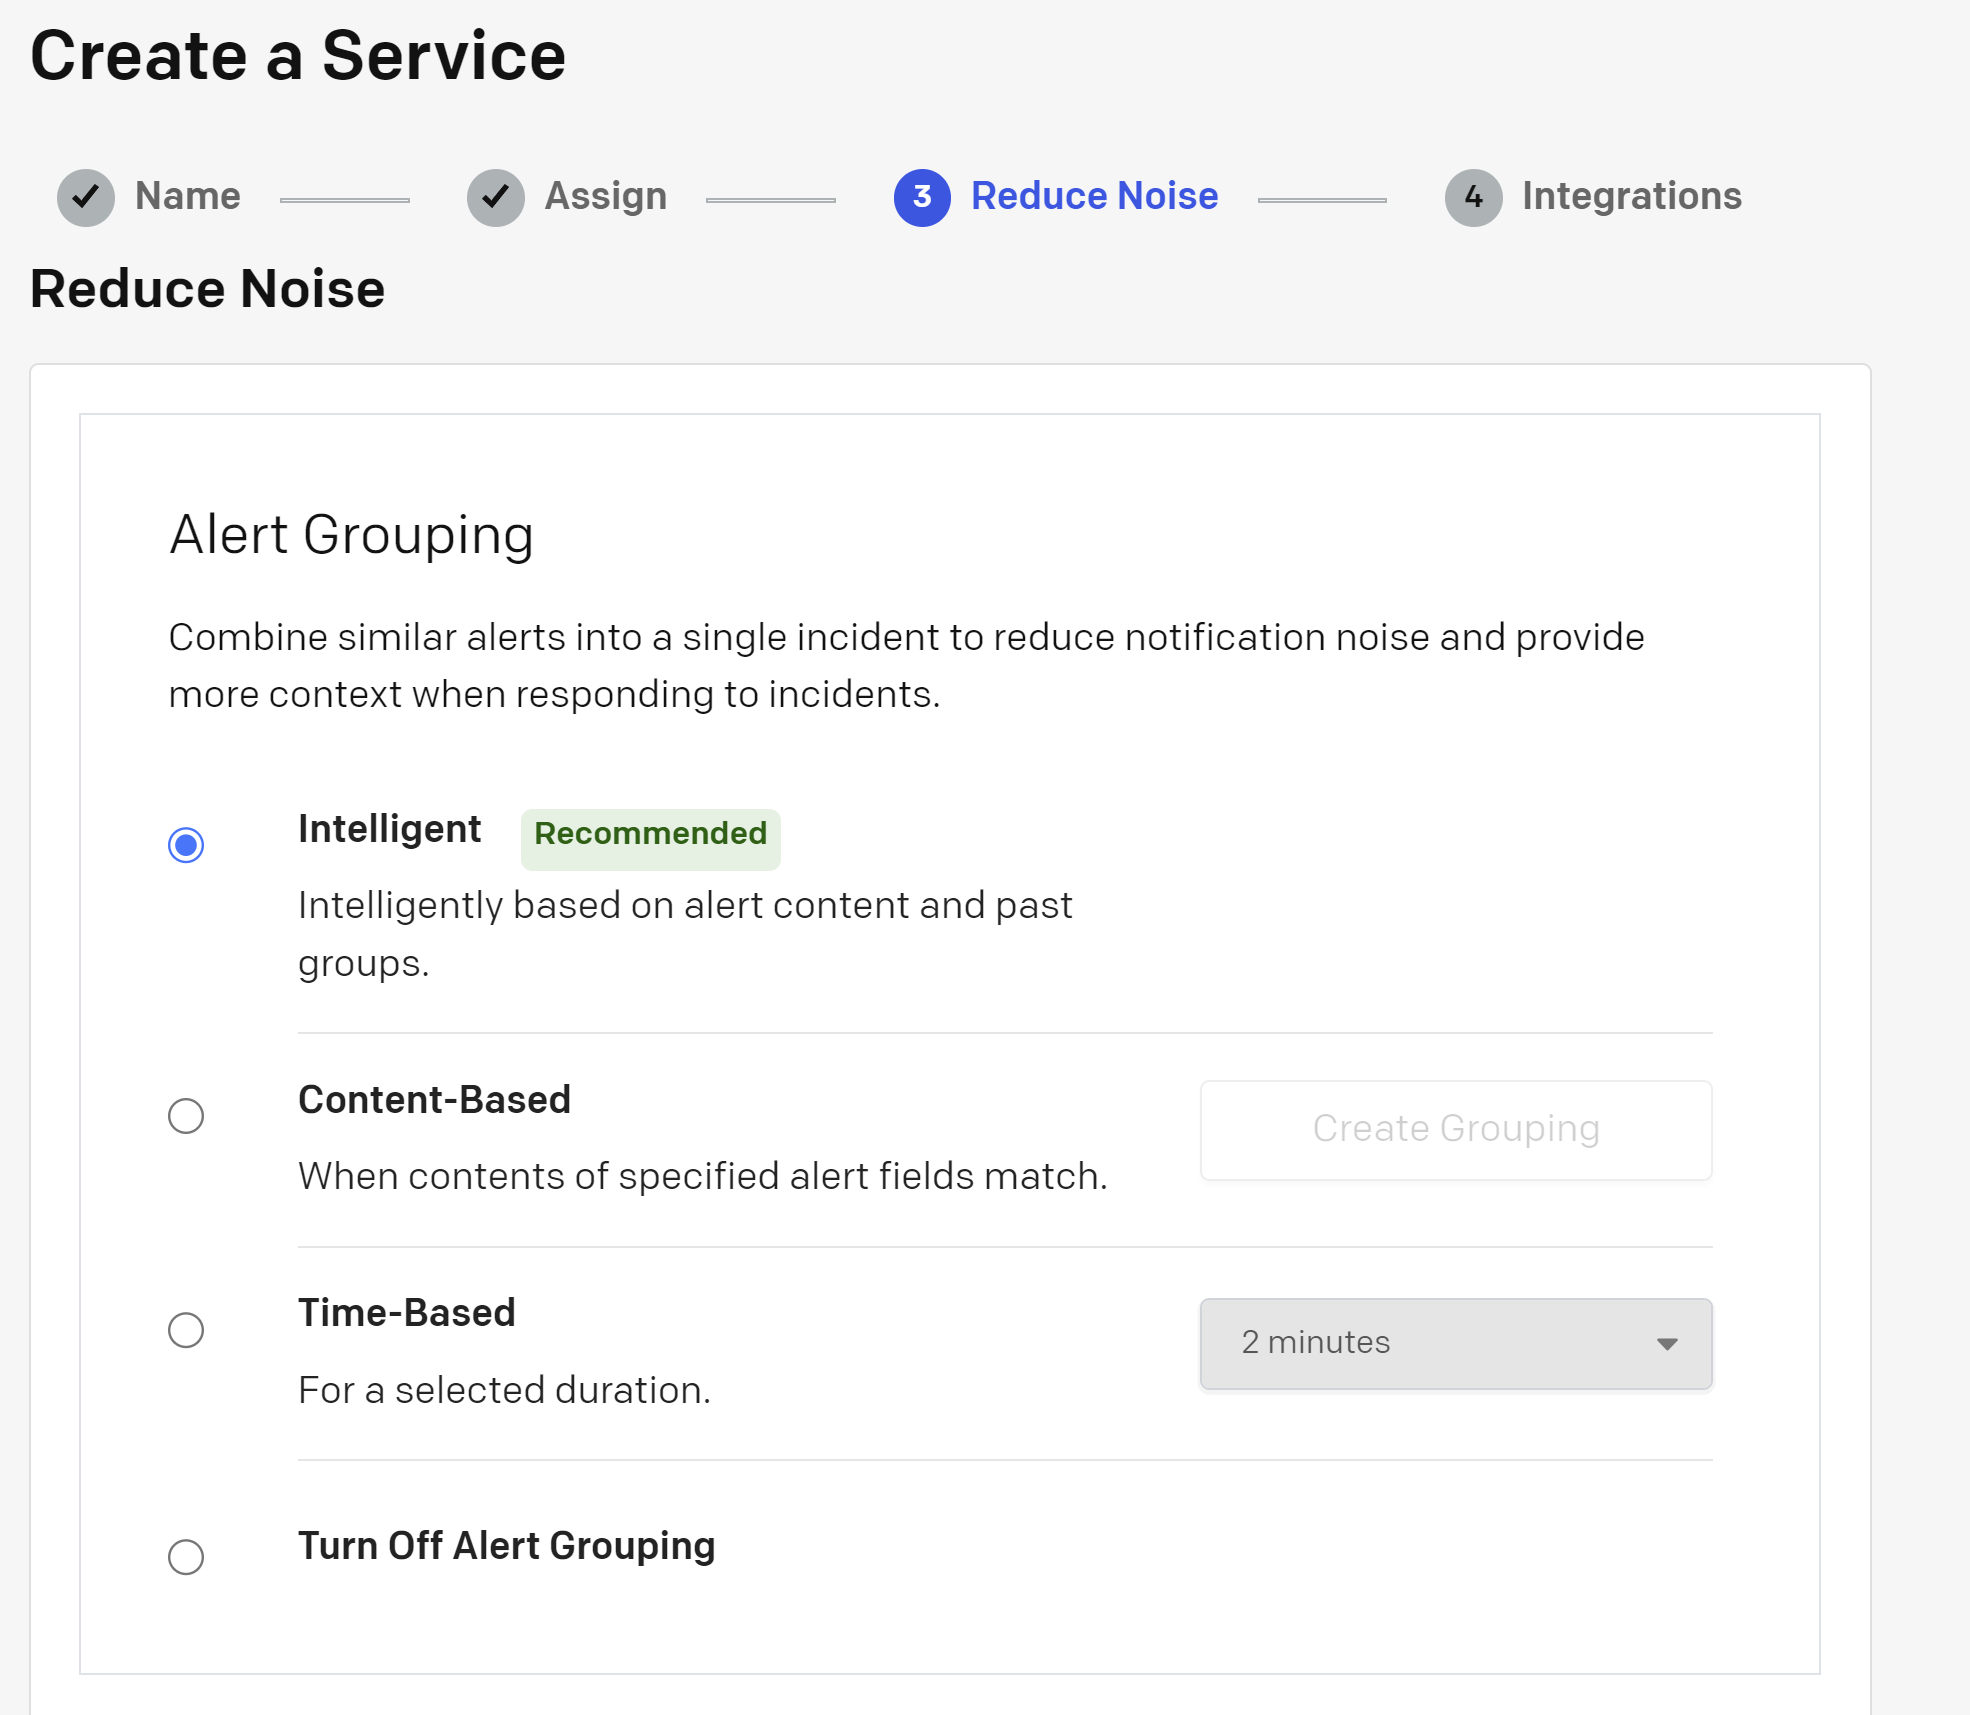 Create a Service
Name
Assign
3 Reduce Noise
4 Integrations
Reduce Noise
Alert Grouping
Combine similar alerts into a single incident to reduce notification noise and provide
more context when responding to incidents.
Intelligent Recommended
Intelligently based on alert content and past
groups.
Content-Based
Create Grouping
When contents of specified alert fields match.
Time-Based
2 minutes
For a selected duration.
Turn Off Alert Grouping